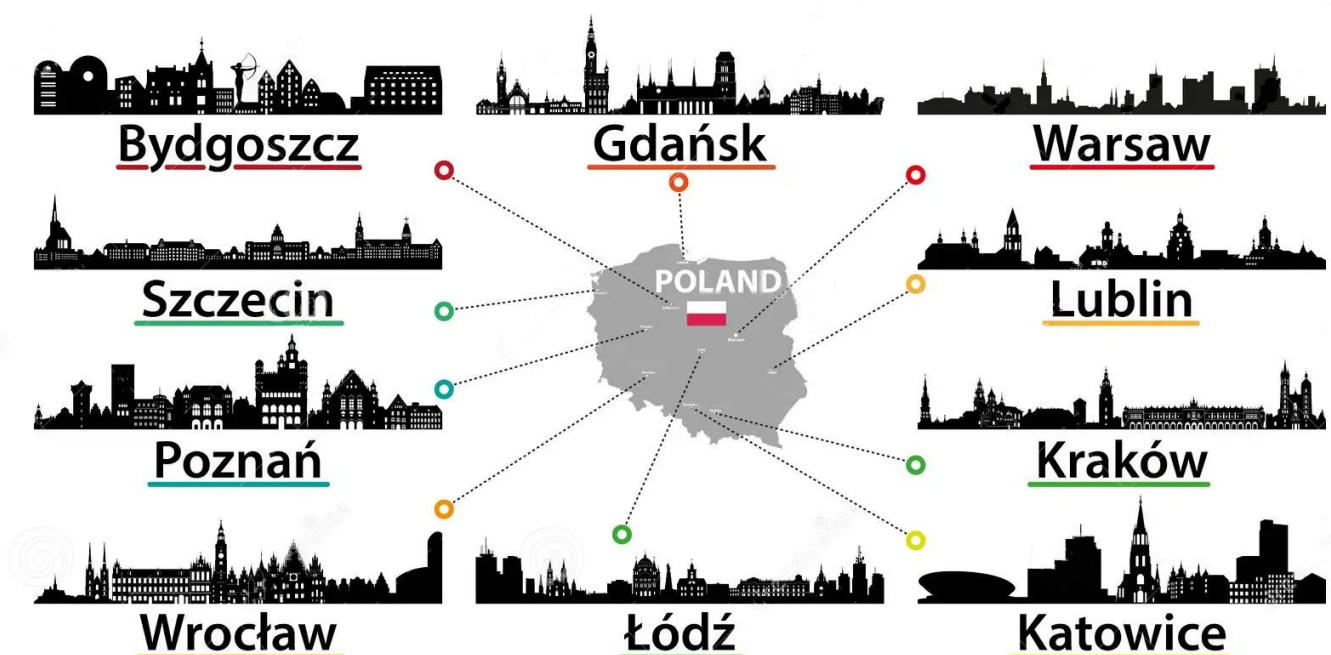 Bydgoszcz
Gdańsk
Warsaw
Szczecin
POLAND
Lublin
Poznań
Kraków
Wrocław
Łódź
Katowice